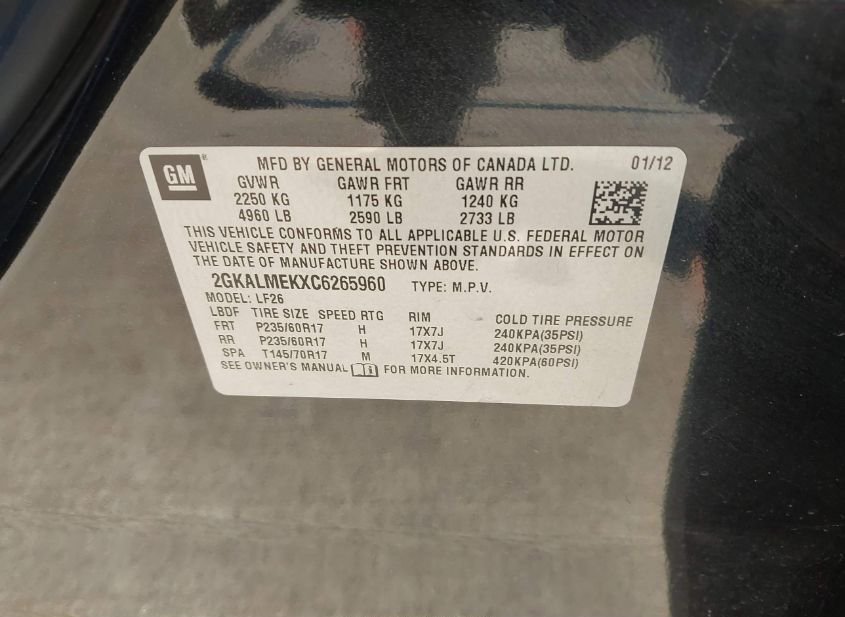 GM ® MFD BY GENERAL MOTORS OF CANADA LTD. 01/12
GVWR GAWR FRT GAWR RR
2250 KG 1175 KG 1240 KG
4960 LB 2590 LB 2733 LB
THIS VEHICLE CONFORMS TO ALL APPLICABLE U.S. FEDERAL MOTOR
VEHICLE SAFETY AND THEFT PREVENTION STANDARDS IN EFFECT ON
THE DATE OF MANUFACTURE SHOWN ABOVE.
2GKALMEKXC6265960 TYPE: M.P.V.
MODEL: LF26
LBDF TIRE SIZE SPEED RTG RIM COLD TIRE PRESSURE
FRT P235/60R17 H 17X7J 240KPA(35PSI)
RR P235/60R17 H 17X7J 240KPA(35PSI)
SPA T145/70R17 M 17X4.5T 420KPA(60PSI)
SEE OWNER'S MANUAL FOR MORE INFORMATION.